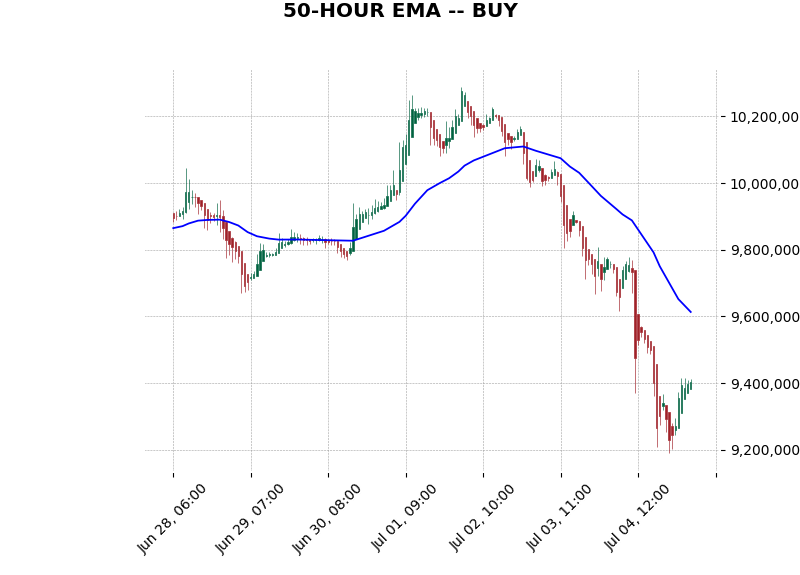 50-HOUR EMA -- BUY
10,200,00
10,000,00
9,800,000
9,600,000
9,400,000
9,200,000
Jun 28, 06:00
Jun 29, 07:00
Jun 30, 08:00
Jul 01, 09:00
Jul 02, 10:00
Jul 03, 11:00
Jul 04, 12:00